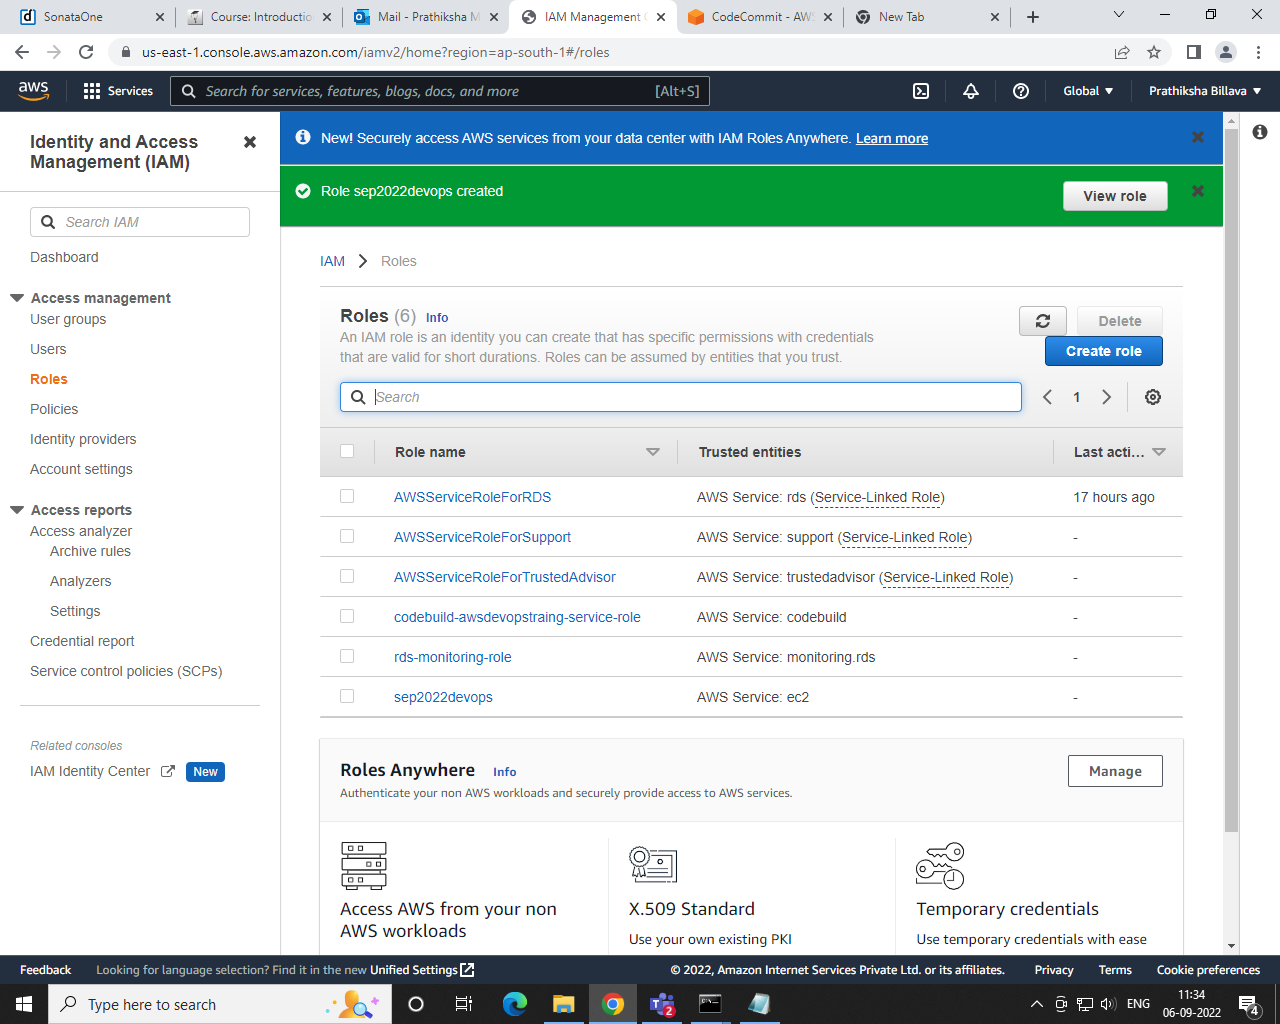 SonataOne
Course: Introductio
Mail - Prathiksha M
IAM Management C
CodeCommit - AWS
New Tab
us-east-1.console.aws.amazon.com/iamv2/home?region=ap-south-1#/roles
aws
Services
Search for services, features, blogs, docs, and more
[Alt+S]
Global
Prathiksha Billava
Identity and Access
Management (IAM)
Search IAM
Dashboard
Access management
User groups
Users
Roles
Policies
Identity providers
Account settings
Access reports
Access analyzer
Archive rules
Analyzers
Settings
Credential report
Service control policies (SCPs)
Related consoles
IAM Identity Center
New
New! Securely access AWS services from your data center with IAM Roles Anywhere. Learn more
Role sep2022devops created
View role
IAM
Roles
Roles (6) Info
An IAM role is an identity you can create that has specific permissions with credentials
that are valid for short durations. Roles can be assumed by entities that you trust.
Delete
Create role
Search
1
Role name
Trusted entities
Last acti...
AWSServiceRoleForRDS
AWS Service: rds (Service-Linked Role)
17 hours ago
AWSServiceRoleForSupport
AWS Service: support (Service-Linked Role)
-
AWSServiceRoleForTrustedAdvisor
AWS Service: trustedadvisor (Service-Linked Role)
-
codebuild-awsdevopstraing-service-role
AWS Service: codebuild
-
rds-monitoring-role
AWS Service: monitoring.rds
-
sep2022devops
AWS Service: ec2
-
Roles Anywhere Info
Authenticate your non AWS workloads and securely provide access to AWS services.
Manage
Access AWS from your non
AWS workloads
X.509 Standard
Use your own existing PKI
Temporary credentials
Use temporary credentials with ease
Feedback
Looking for language selection? Find it in the new Unified Settings
© 2022, Amazon Internet Services Private Ltd. or its affiliates.
Privacy
Terms
Cookie preferences
Type here to search
2
ENG
11:34
06-09-2022
4